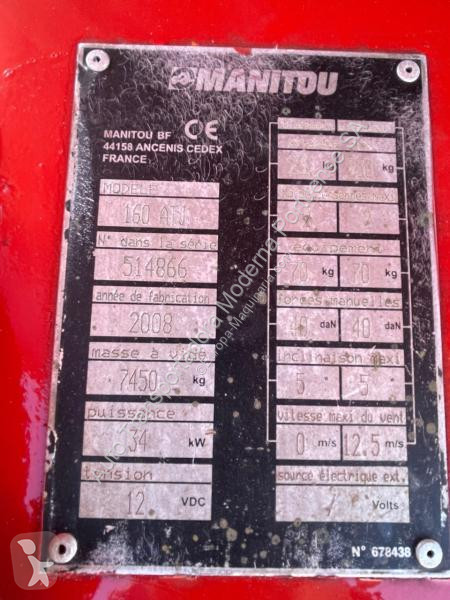 MANITOU
MANITOU BF
CE
44158 ANCENIS CEDEX
FRANCE
MODELE
160 ATJ
N° dans la série
514866
année de fabrication
2008
masse à vide
7450 kg
puissance
34 kW
tension
12 VDC
kg kg
équipement
70 kg 70 kg
forces manuelles
40 daN 40 daN
inclinaison maxi
5 5
vitesse maxi du vent
0 m/s 12.5 m/s
source électrique ext.
/ Volts
N° 678438